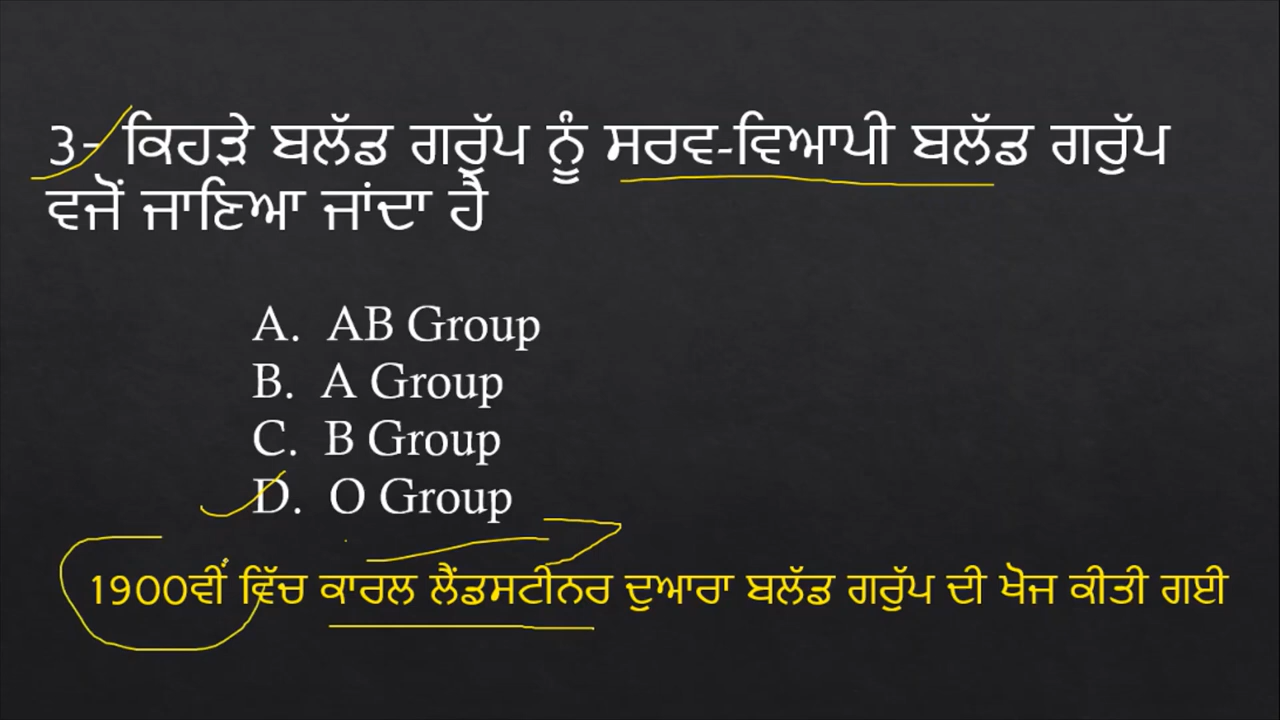 3- ਕਿਹੜੇ ਬਲੱਡ ਗਰੁੱਪ ਨੂੰ ਸਰਵ-ਵਿਆਪੀ ਬਲੱਡ ਗਰੁੱਪ
ਵਜੋਂ ਜਾਣਿਆ ਜਾਂਦਾ ਹੈ
A. AB Group
B. A Group
C. B Group
D. O Group
1900ਵੀਂ ਵਿੱਚ ਕਾਰਲ ਲੈਂਡਸਟੀਨਰ ਦੁਆਰਾ ਬਲੱਡ ਗਰੁੱਪ ਦੀ ਖੋਜ ਕੀਤੀ ਗਈ